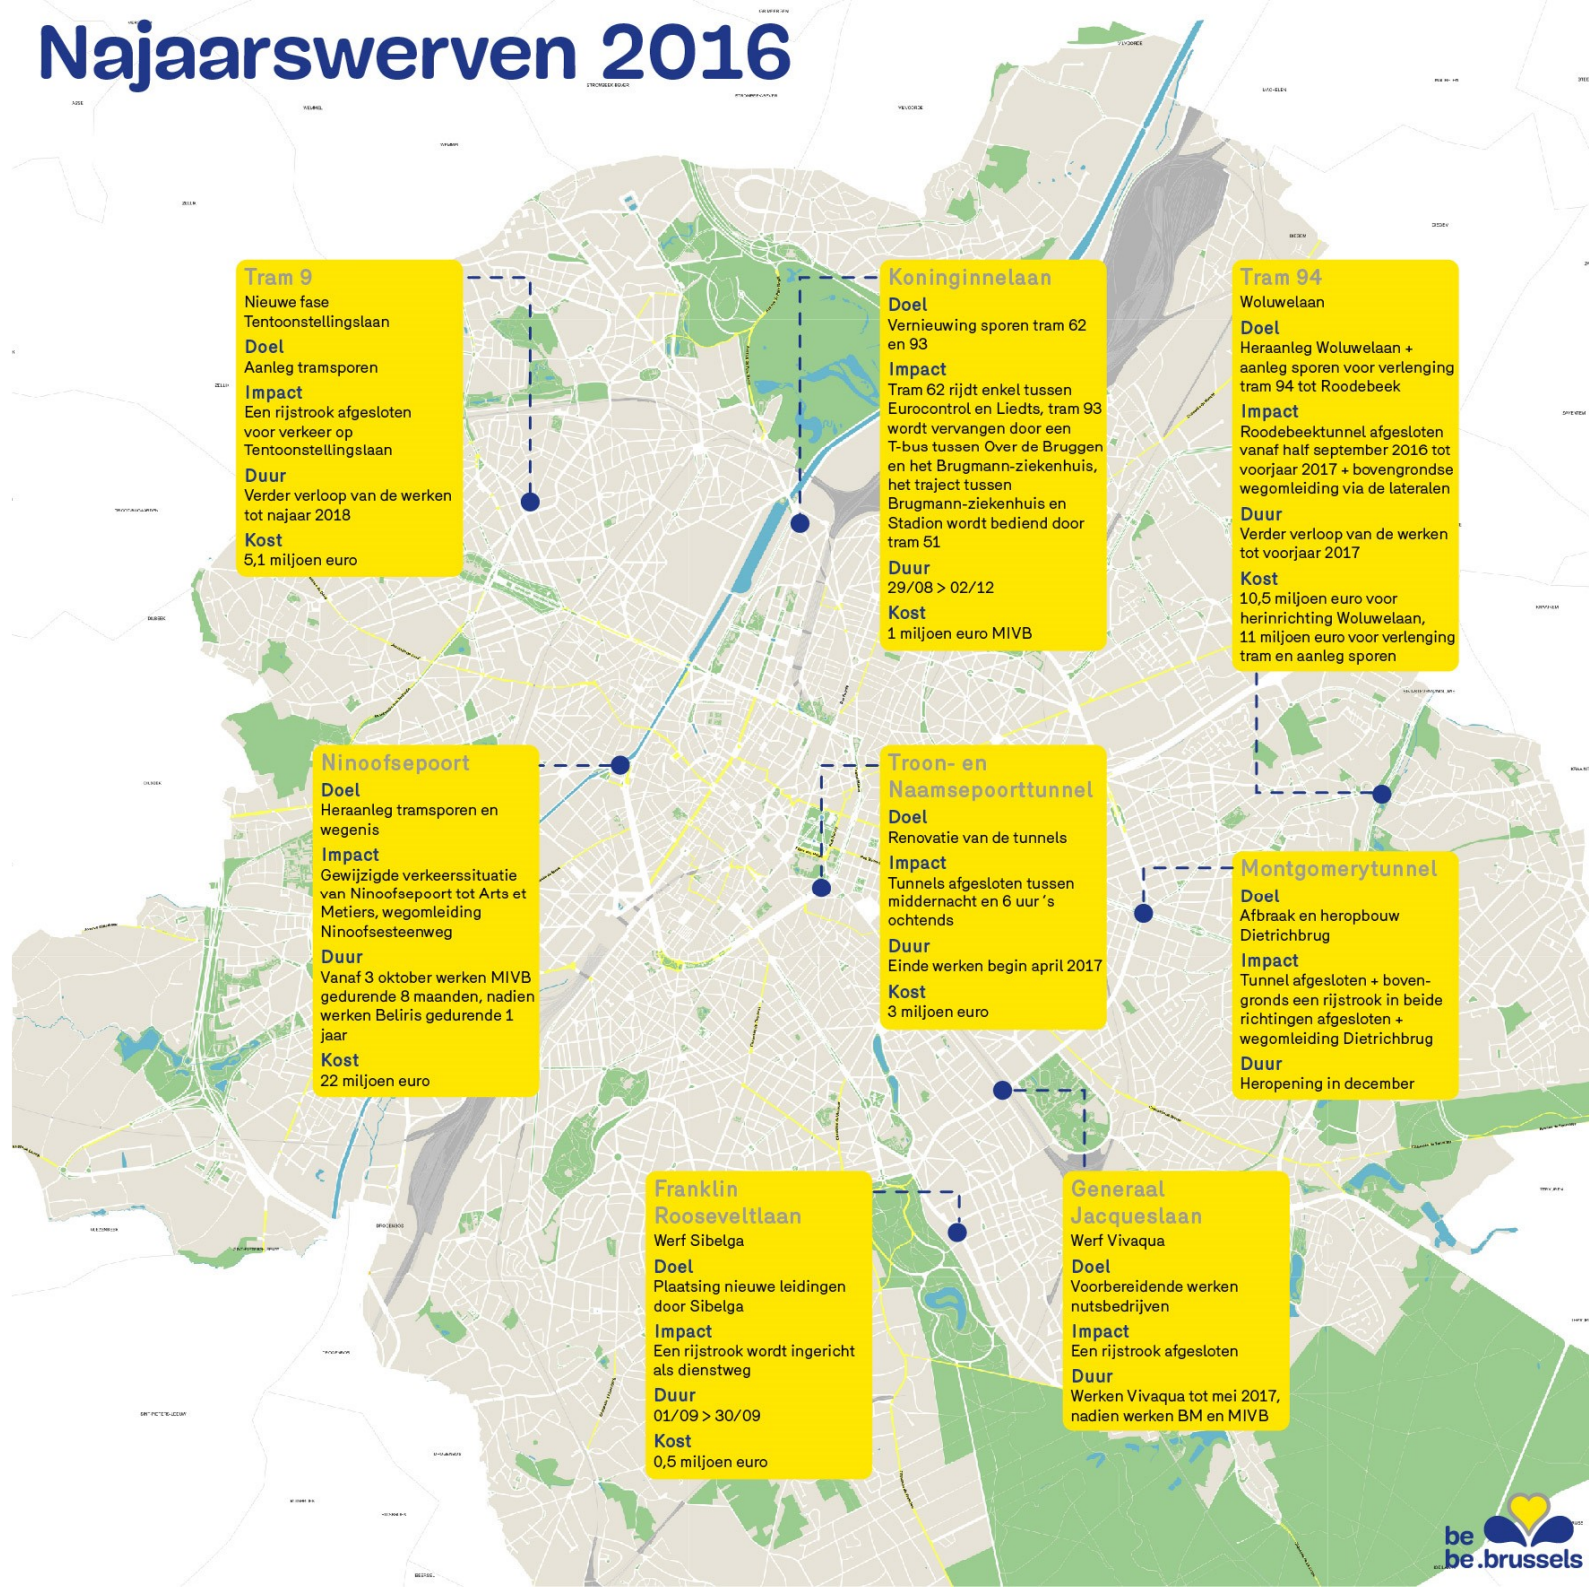 Najaarswerven 2016
Tram 9
Nieuwe fase
Tentoonstellingslaan
Doel
Aanleg tramsporen
Impact
Een rijstrook afgesloten
voor verkeer op
Tentoonstellingslaan
Duur
Verder verloop van de werken
tot najaar 2018
Kost
5,1 miljoen euro
Koninginnelaan
Doel
Vernieuwing sporen tram 62
en 93
Impact
Tram 62 rijdt enkel tussen
Eurocontrol en Liedts, tram 93
wordt vervangen door een
T-bus tussen Over de Bruggen
en het Brugmann-ziekenhuis,
het traject tussen
Brugmann-ziekenhuis en
Stadion wordt bediend door
tram 51
Duur
29/08 > 02/12
Kost
1 miljoen euro MIVB
Tram 94
Woluwelaan
Doel
Heraanleg Woluwelaan +
aanleg sporen voor verlenging
tram 94 tot Roodebeek
Impact
Roodebeektunnel afgesloten
vanaf half september 2016 tot
voorjaar 2017 + bovengrondse
wegomleiding via de lateralen
Duur
Verder verloop van de werken
tot voorjaar 2017
Kost
10,5 miljoen euro voor
herinrichting Woluwelaan,
11 miljoen euro voor verlenging
tram en aanleg sporen
Ninoofsepoort
Doel
Heraanleg tramsporen en
wegenis
Impact
Gewijzigde verkeerssituatie
van Ninoofsepoort tot Arts et
Metiers, wegomleiding
Ninoofsesteenweg
Duur
Vanaf 3 oktober werken MIVB
gedurende 8 maanden, nadien
werken Beliris gedurende 1
jaar
Kost
22 miljoen euro
Troon- en
Naamsepoorttunnel
Doel
Renovatie van de tunnels
Impact
Tunnels afgesloten tussen
middernacht en 6 uur 's
ochtends
Duur
Einde werken begin april 2017
Kost
3 miljoen euro
Montgomerytunnel
Doel
Afbraak en heropbouw
Dietrichbrug
Impact
Tunnel afgesloten + boven-
gronds een rijstrook in beide
richtingen afgesloten +
wegomleiding Dietrichbrug
Duur
Heropening in december
Franklin
Rooseveltlaan
Werf Sibelga
Doel
Plaatsing nieuwe leidingen
door Sibelga
Impact
Een rijstrook wordt ingericht
als dienstweg
Duur
01/09 > 30/09
Kost
0,5 miljoen euro
Generaal
Jacqueslaan
Werf Vivaqua
Doel
Voorbereidende werken
nutsbedrijven
Impact
Een rijstrook afgesloten
Duur
Werken Vivaqua tot mei 2017,
nadien werken BM en MIVB
be
be.brussels